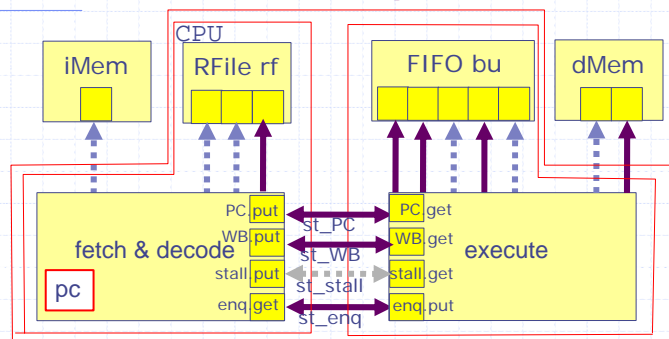 CPU
iMem
RFile rf
FIFO bu
dMem
PC.put
PC.get
st_PC
WB.put
WB.get
fetch & decode
execute
st_WB
stall.put
stall.get
pc
st_stall
enq.get
enq.put
st_enq